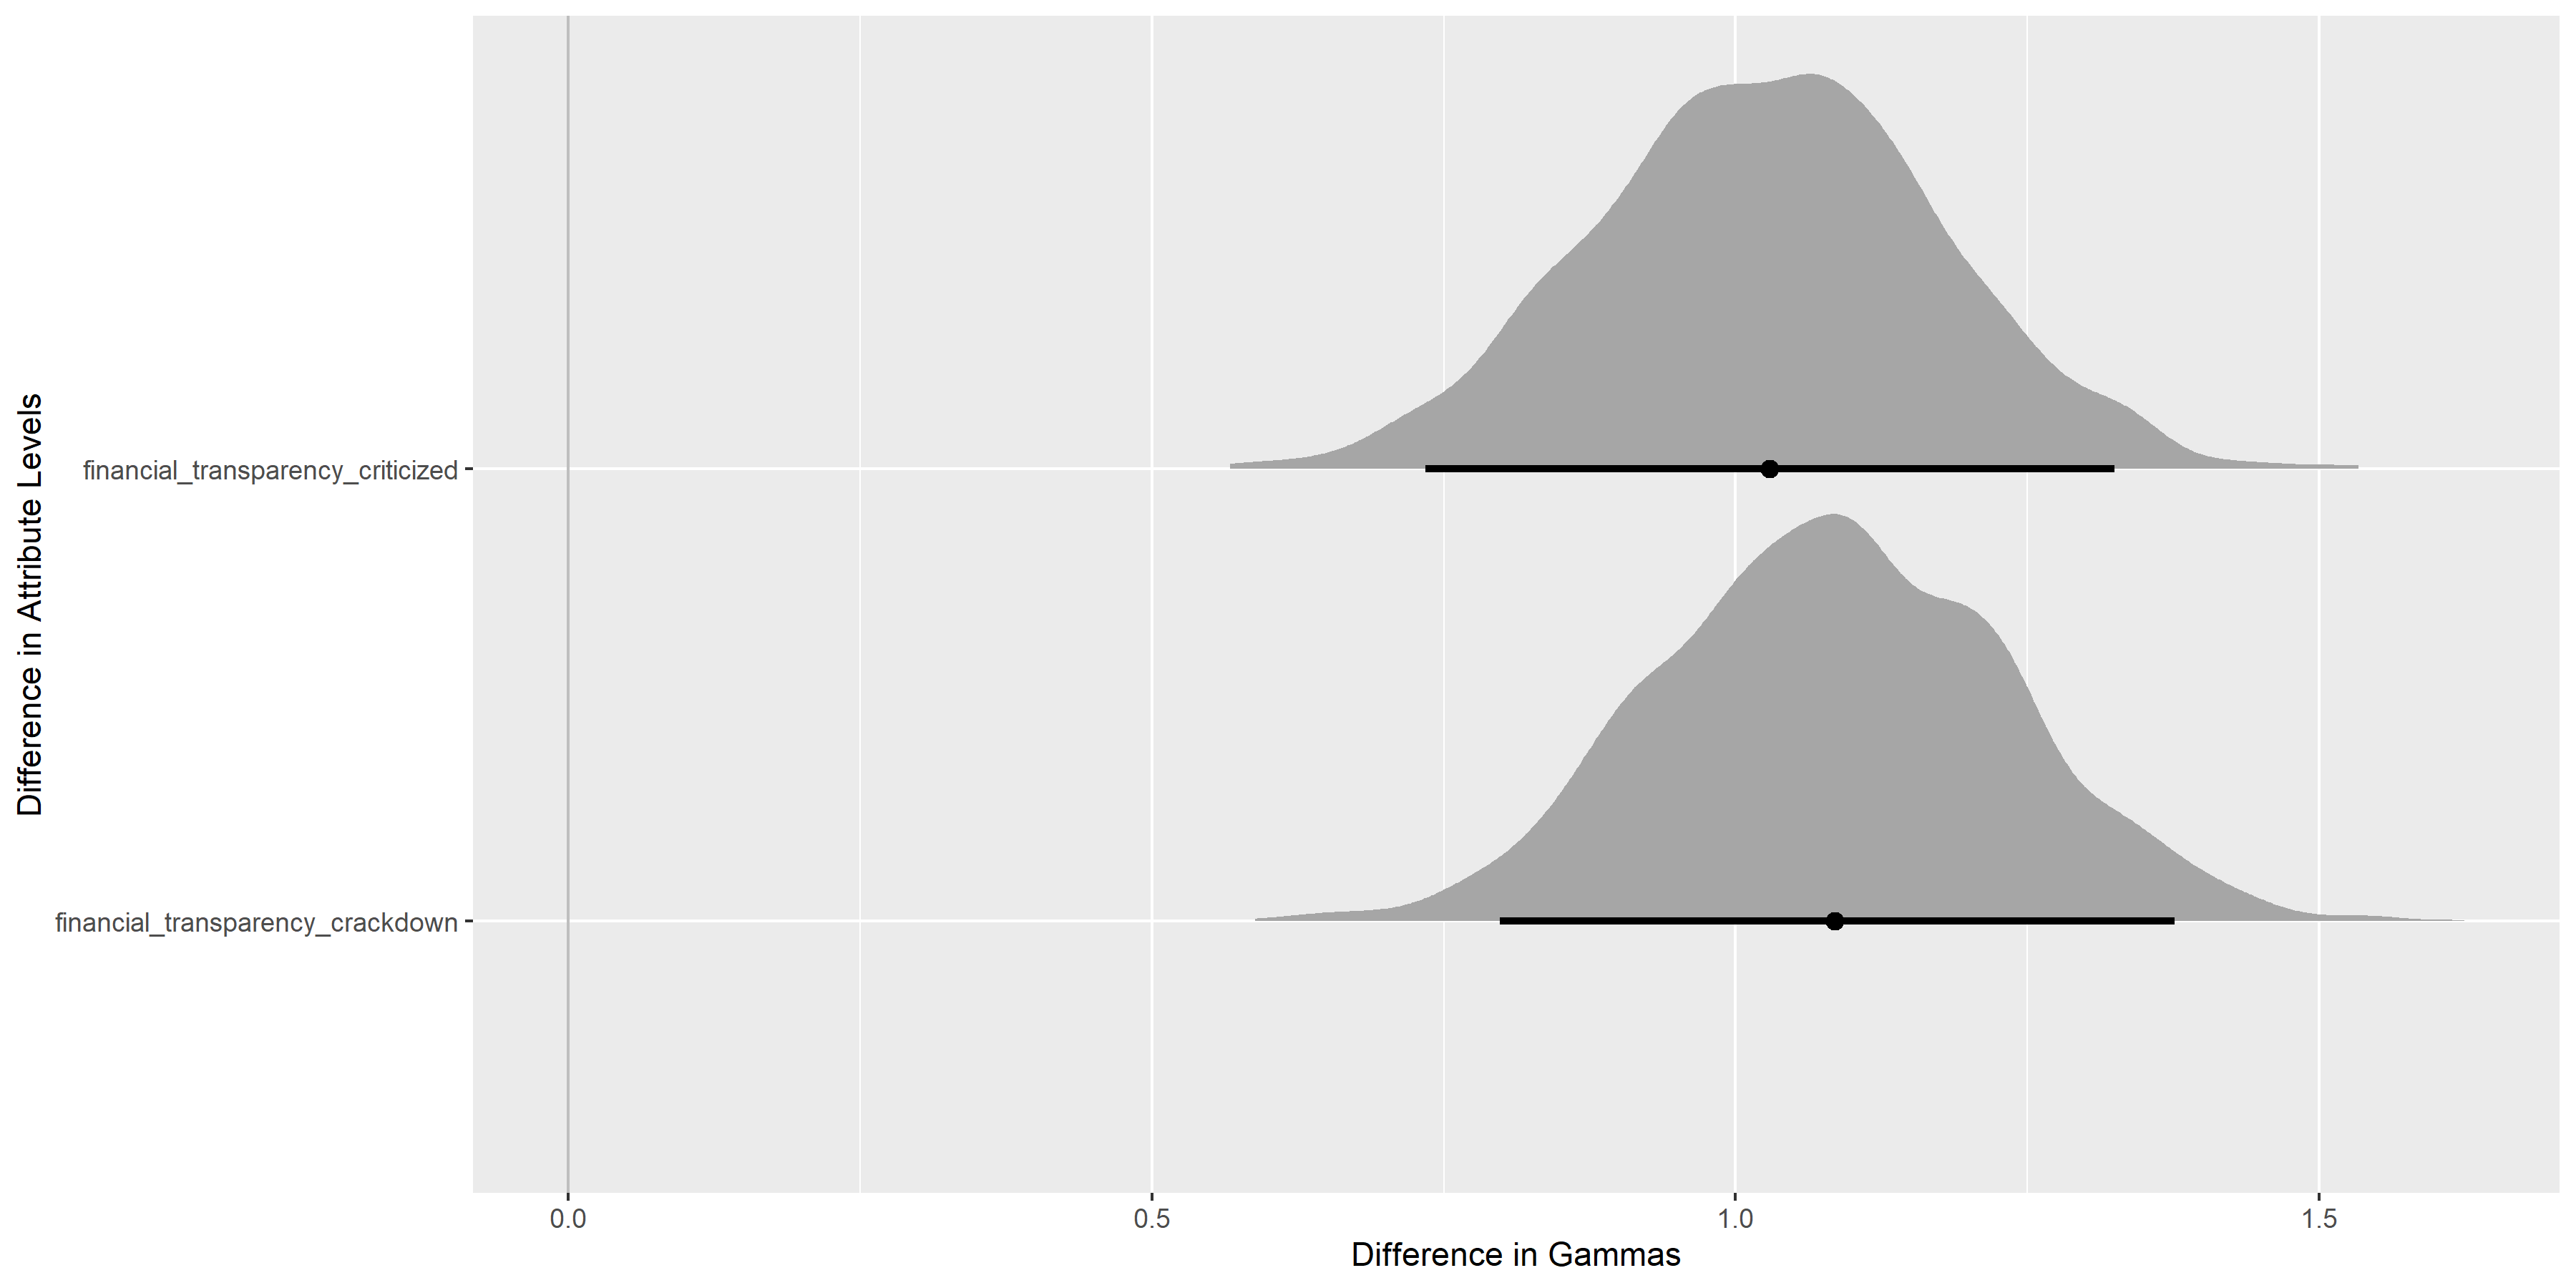 Difference in Attribute Levels
financial_transparency_criticized
financial_transparency_crackdown
0.0 0.5 1.0 1.5
Difference in Gammas